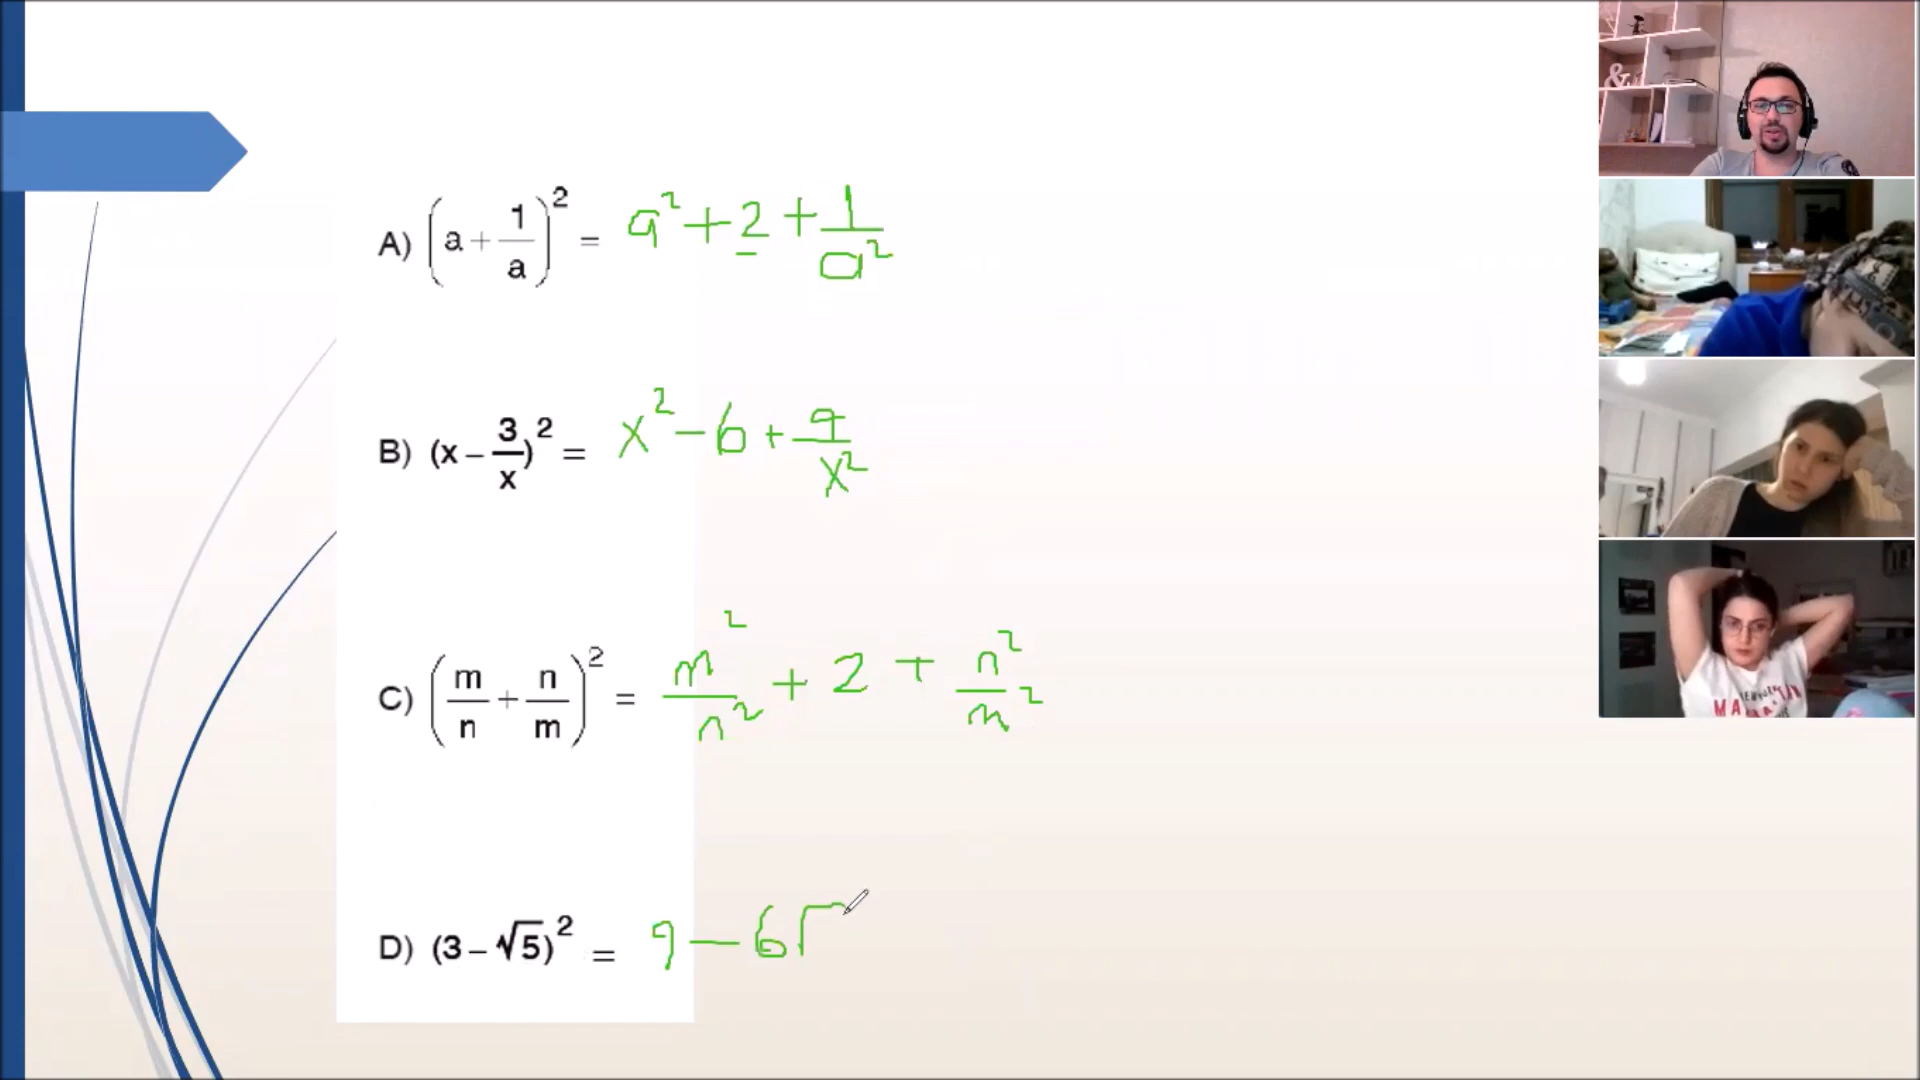 A) (a + 1/a)² = a² + 2 + 1/a²
B) (x – 3/x)² = x² – 6 + 9/x²
C) (m/n + n/m)² = m²/n² + 2 + n²/m²
D) (3 – √5)² = 9 – 6√
&